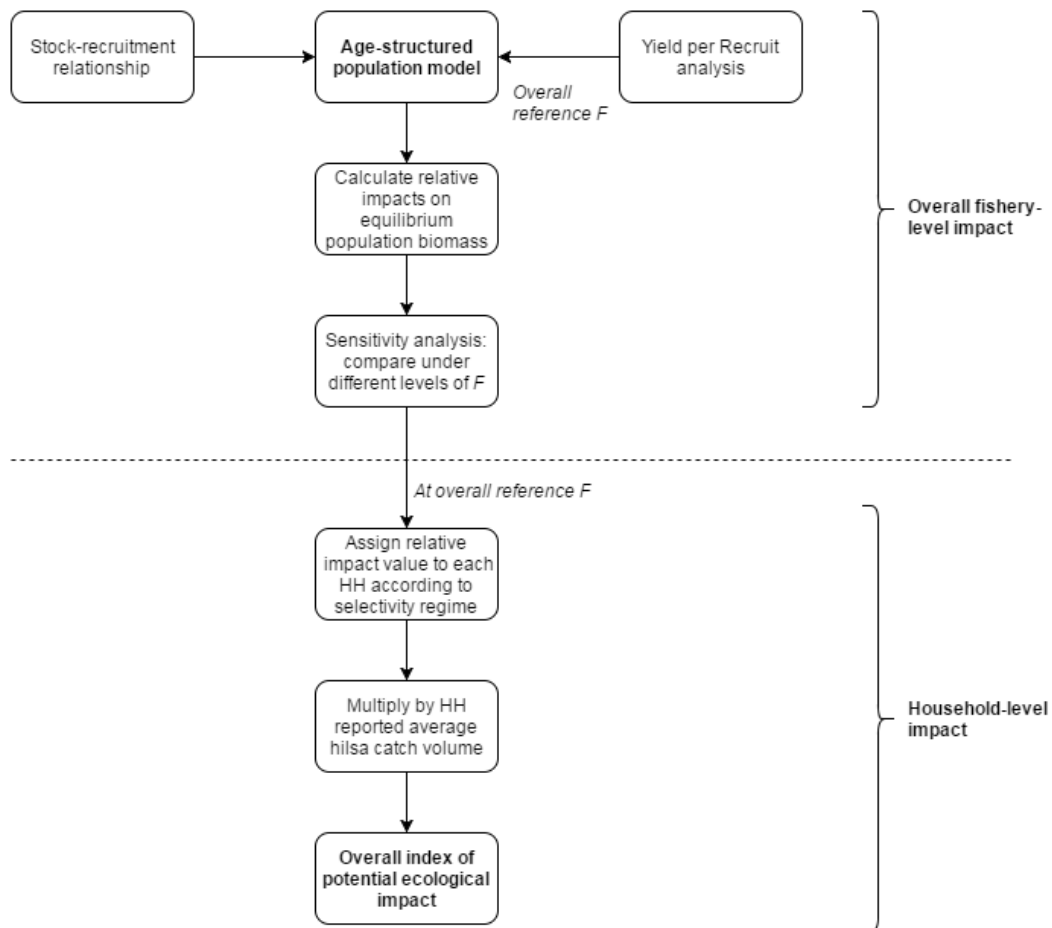 Stock-recruitment
relationship
Age-structured
population model
Yield per Recruit
analysis
Overall
reference F
Calculate relative
impacts on
equilibrium
population biomass
Overall fishery-
level impact
Sensitivity analysis:
compare under
different levels of F
At overall reference F
Assign relative
impact value to each
HH according to
selectivity regime
Multiply by HH
reported average
hilsa catch volume
Household-level
impact
Overall index of
potential ecological
impact